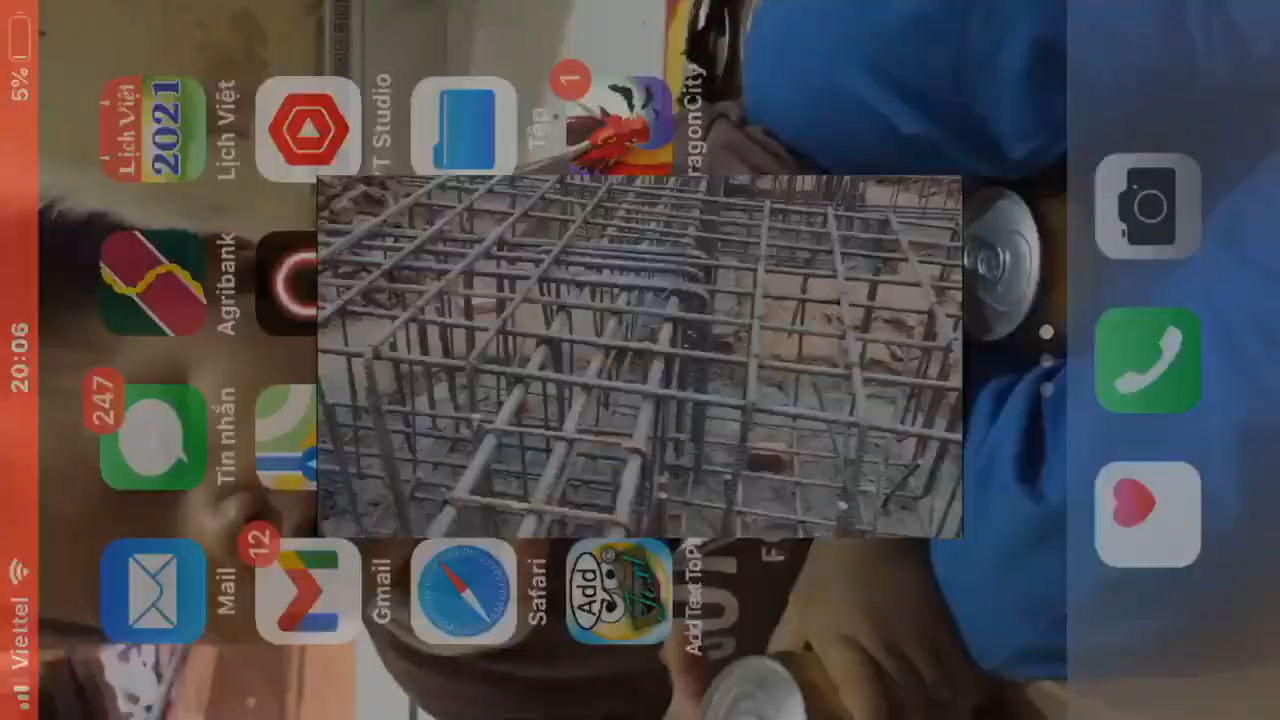 Viettel
20:06
5%
Mail
247
Tin nhắn
Agribank
Lịch Việt
2021
Lịch Việt
12
Gmail
T Studio
Safari
Tệp
Add
Text
®
AddTextToPh
1
ragonCity